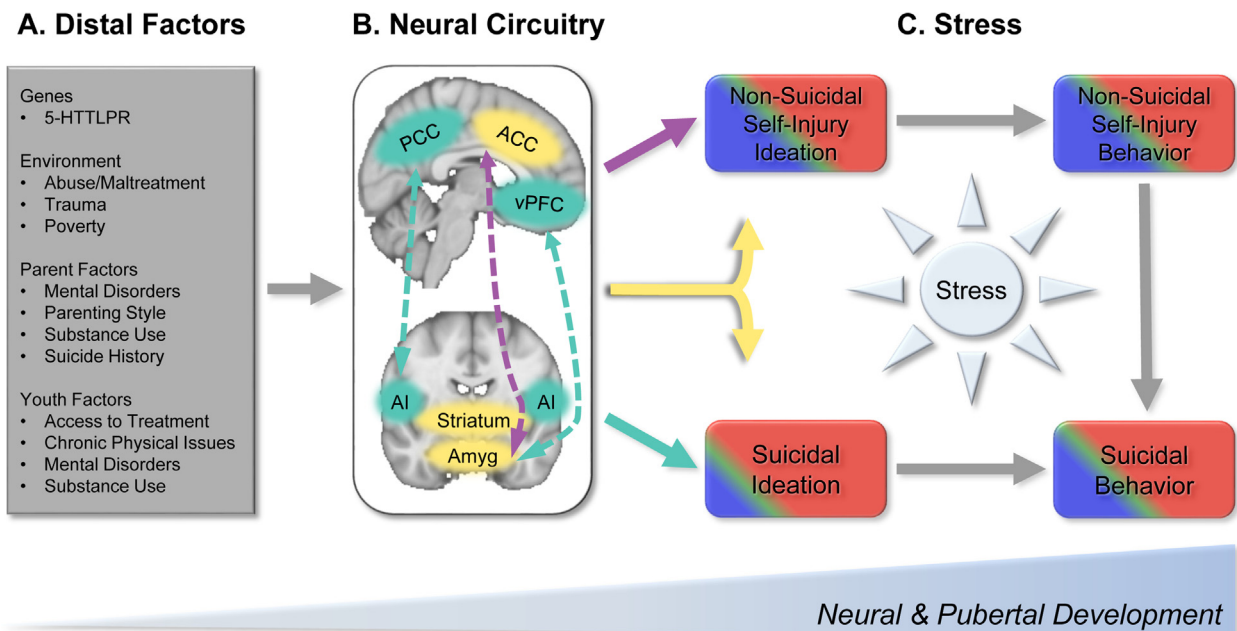 A. Distal Factors
B. Neural Circuitry
C. Stress
Genes
• 5-HTTLPR
Environment
• Abuse/Maltreatment
• Trauma
• Poverty
Parent Factors
• Mental Disorders
• Parenting Style
• Substance Use
• Suicide History
Youth Factors
• Access to Treatment
• Chronic Physical Issues
• Mental Disorders
• Substance Use
PCC
ACC
vPFC
AI
AI
Striatum
Amyg
Non-Suicidal
Self-Injury
Ideation
Non-Suicidal
Self-Injury
Behavior
Stress
Suicidal
Ideation
Suicidal
Behavior
Neural & Pubertal Development